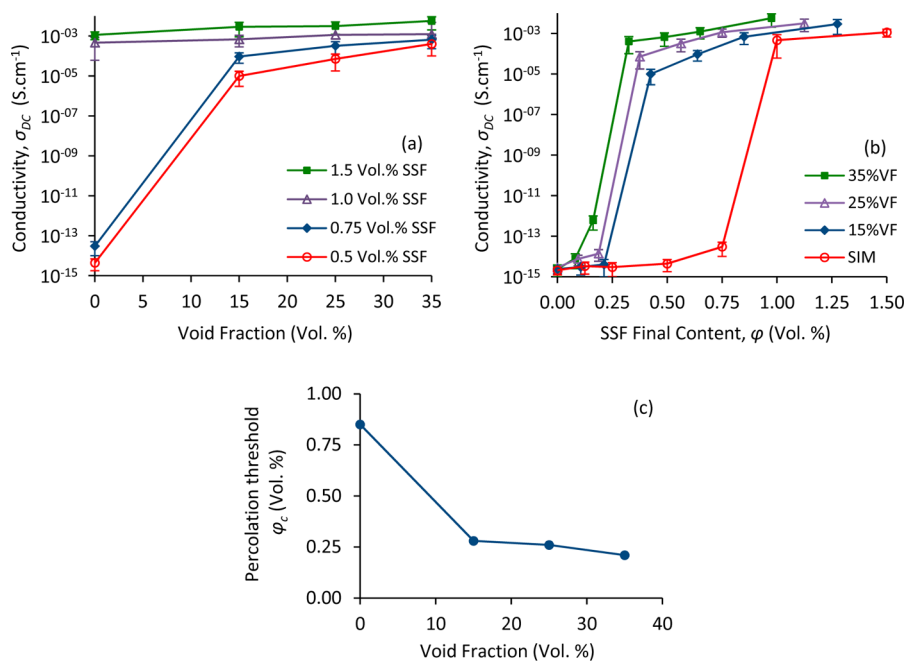 Conductivity, σDC (S.cm⁻¹)
10⁻⁰³
10⁻⁰⁵
10⁻⁰⁷
10⁻⁰⁹
10⁻¹¹
10⁻¹³
10⁻¹⁵
(a)
1.5 Vol.% SSF
1.0 Vol.% SSF
0.75 Vol.% SSF
0.5 Vol.% SSF
0 5 10 15 20 25 30 35
Void Fraction (Vol. %)
Conductivity, σDC (S.cm⁻¹)
10⁻⁰³
10⁻⁰⁵
10⁻⁰⁷
10⁻⁰⁹
10⁻¹¹
10⁻¹³
10⁻¹⁵
(b)
35%VF
25%VF
15%VF
SIM
0.00 0.25 0.50 0.75 1.00 1.25 1.50
SSF Final Content, φ (Vol. %)
Percolation threshold
φc (Vol. %)
1.00
0.75
0.50
0.25
0.00
(c)
0 10 20 30 40
Void Fraction (Vol. %)